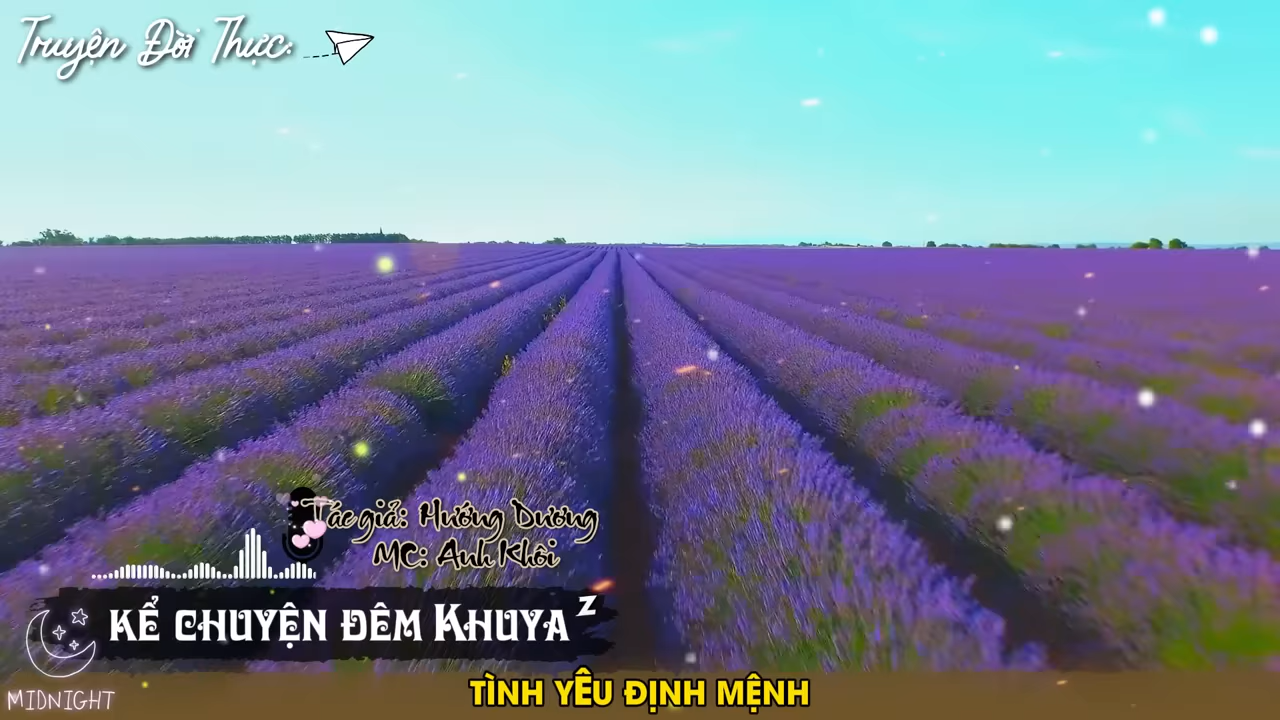 Truyện Đời Thực.
Tác giả: Hướng Dương
MC: Anh Khôi
KỂ CHUYỆN ĐÊM KHUYA Z
MIDNIGHT
TÌNH YÊU ĐỊNH MỆNH